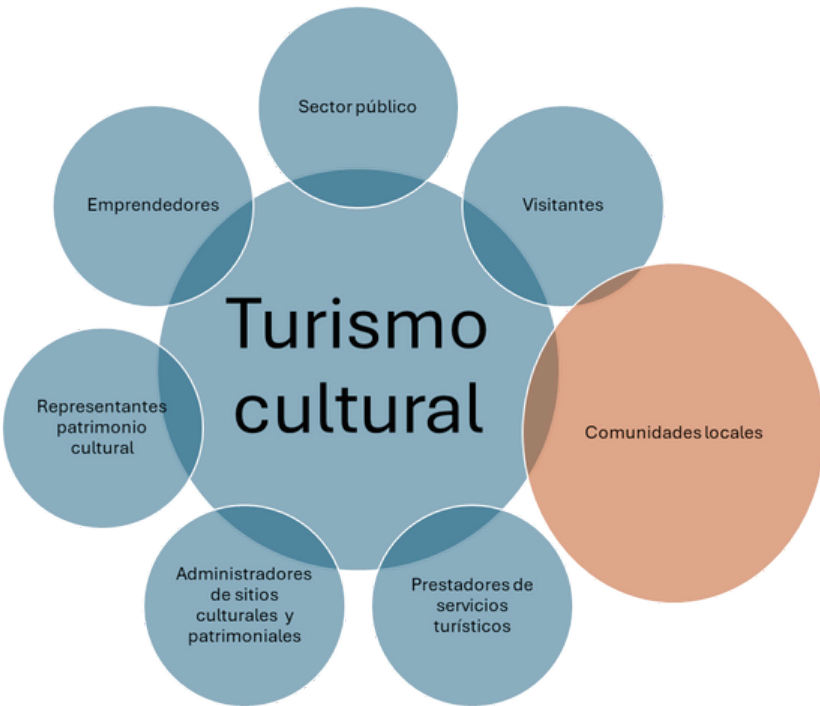 Sector público
Emprendedores
Visitantes
Turismo
cultural
Representantes
patrimonio
cultural
Comunidades locales
Administradores
de sitios
culturales y
patrimoniales
Prestadores de
servicios
turísticos